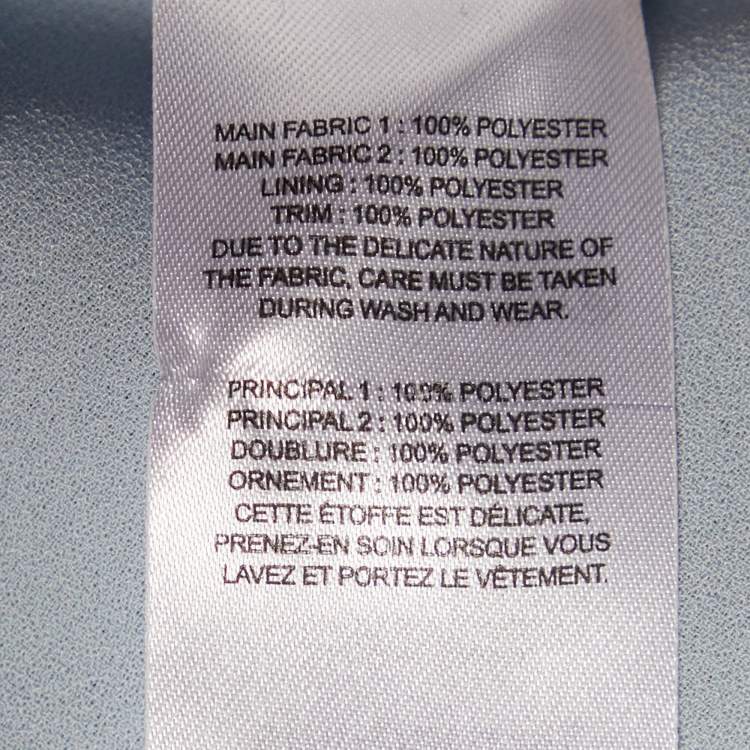 MAIN FABRIC 1 : 100% POLYESTER
MAIN FABRIC 2 : 100% POLYESTER
LINING : 100% POLYESTER
TRIM : 100% POLYESTER
DUE TO THE DELICATE NATURE OF
THE FABRIC, CARE MUST BE TAKEN
DURING WASH AND WEAR.
PRINCIPAL 1 : 100% POLYESTER
PRINCIPAL 2 : 100% POLYESTER
DOUBLURE : 100% POLYESTER
ORNEMENT : 100% POLYESTER
CETTE ÉTOFFE EST DÉLICATE,
PRENEZ-EN SOIN LORSQUE VOUS
LAVEZ ET PORTEZ LE VÊTEMENT.